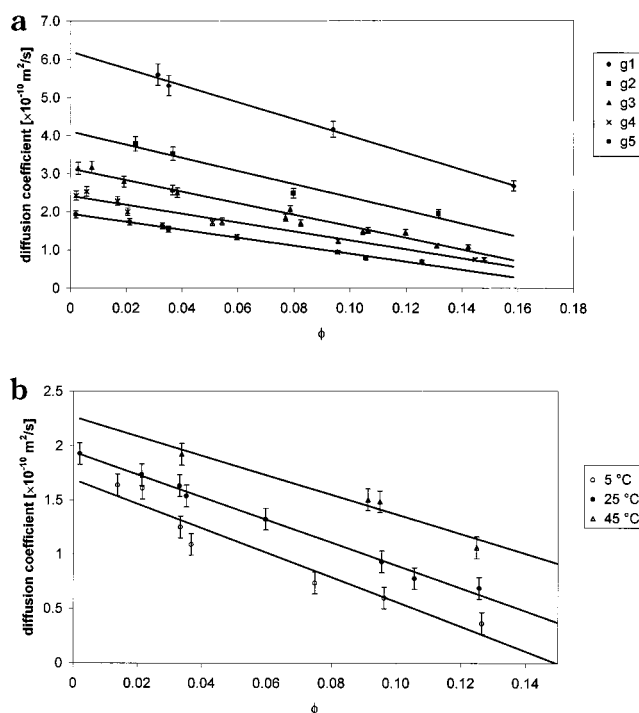 a
diffusion coefficient [×10⁻¹⁰ m²/s]
7.0
6.0
5.0
4.0
3.0
2.0
1.0
0.0
0 0.02 0.04 0.06 0.08 0.10 0.12 0.14 0.16 0.18
ϕ
g1
g2
g3
g4
g5
b
diffusion coefficient [×10⁻¹⁰ m²/s]
2.5
2
1.5
1
0.5
0
0 0.02 0.04 0.06 0.08 0.10 0.12 0.14
ϕ
5 °C
25 °C
45 °C